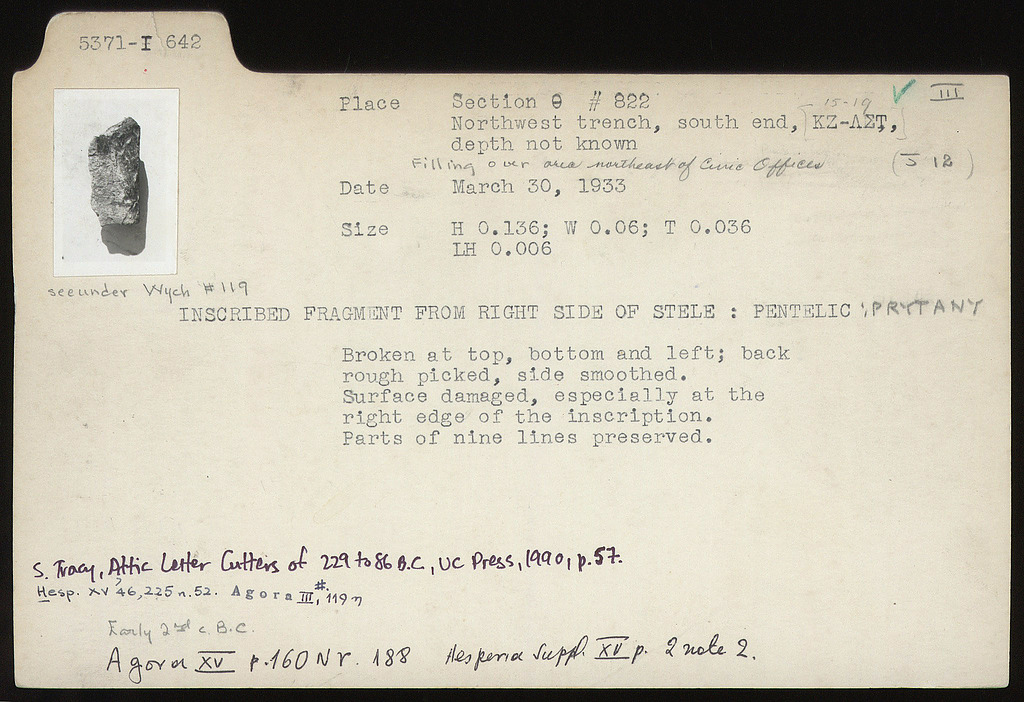 5371-I 642
III
Place Section Θ # 822
15-19
Northwest trench, south end, [KZ-ΛΣΤ,]
depth not known
Filling over area northeast of Civic Offices (J 12)
Date March 30, 1933
Size H 0.136; W 0.06; T 0.036
LH 0.006
see under Wych #119
INSCRIBED FRAGMENT FROM RIGHT SIDE OF STELE : PENTELIC : PRYTANY
Broken at top, bottom and left; back
rough picked, side smoothed.
Surface damaged, especially at the
right edge of the inscription.
Parts of nine lines preserved.
S. Tracy, Attic Letter Cutters of 229 to 86 B.C., UC Press, 1990, p. 57.
Hesp. XV '46, 225 n. 52. Agora III, #119
Early 2nd c. B.C.
Agora XV p. 160 Nr. 188 Hesperia Suppl. XV p. 2 note 2.